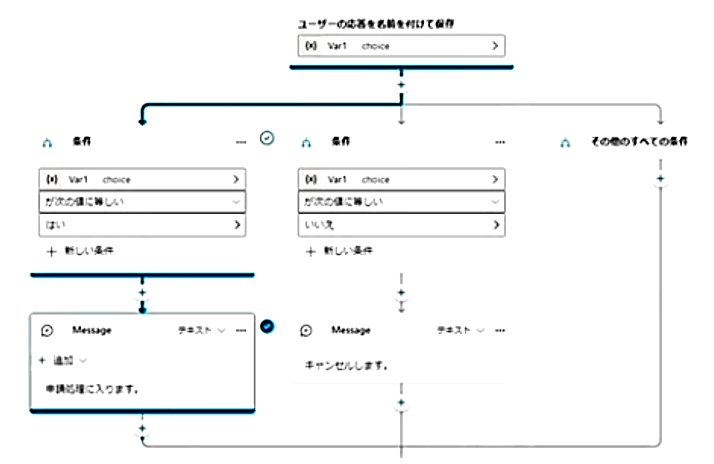 ユーザーの応答を名前を付けて保存
{x} Var1 choice
条件 ...
条件 ...
その他のすべての条件
{x} Var1 choice
が次の値に等しい
はい
+ 新しい条件
{x} Var1 choice
が次の値に等しい
いいえ
+ 新しい条件
Message テキスト ...
+ 追加
申請処理に入ります。
Message テキスト ...
キャンセルします。